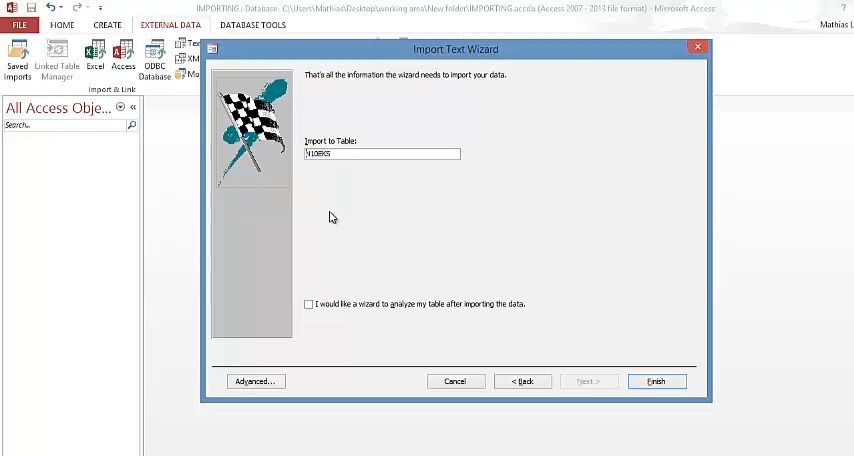 IMPORTING : Database- C:\Users\Mathias\Desktop\working area\New folder\IMPORTING.accdb (Access 2007 - 2013 file format) - Microsoft Access
?
FILE HOME CREATE EXTERNAL DATA DATABASE TOOLS
Mathias L
Saved Imports
Linked Table Manager
Excel
Access
ODBC Database
Tex
XM
Mo
Import & Link
All Access Obje... «
Search...
Import Text Wizard
That's all the information the wizard needs to import your data.
Import to Table:
I would like a wizard to analyze my table after importing the data.
Advanced...
Cancel
< Back
Next >
Finish